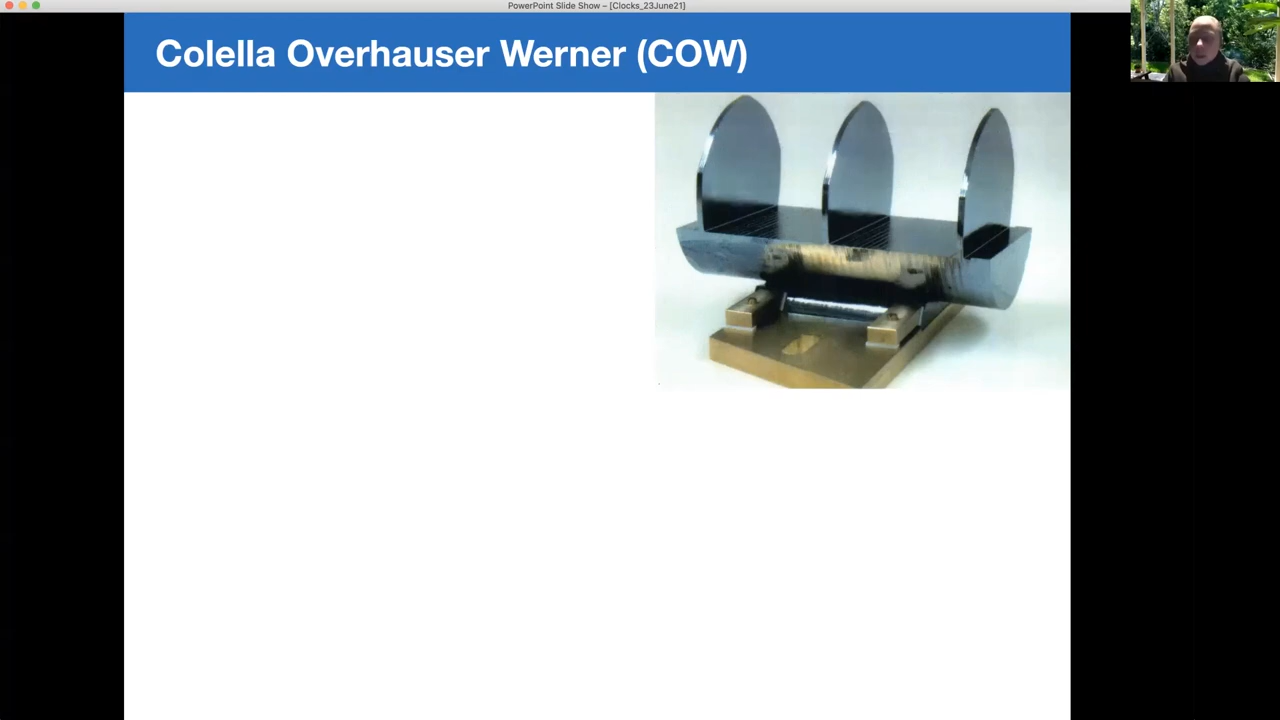 PowerPoint Slide Show – [Clocks_23June21]
Colella Overhauser Werner (COW)